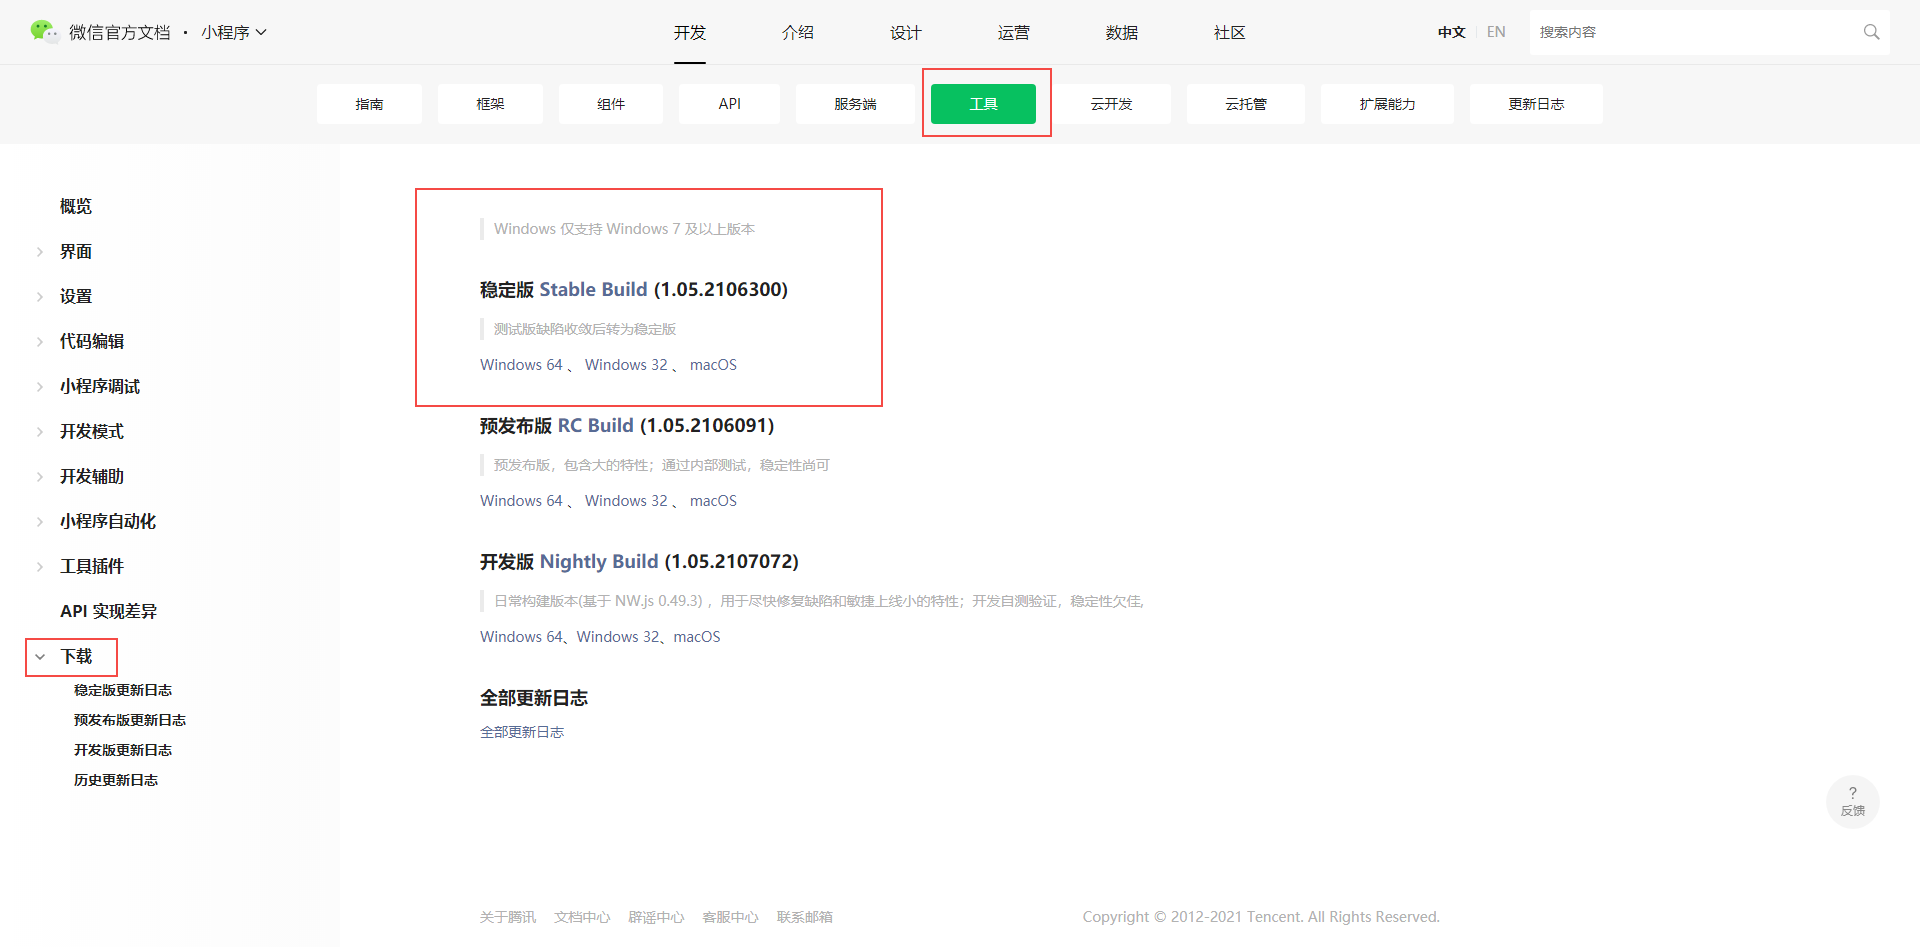 微信官方文档 · 小程序
开发 介绍 设计 运营 数据 社区
中文 EN
搜索内容
指南 框架 组件 API 服务端 工具 云开发 云托管 扩展能力 更新日志
概览
界面
设置
代码编辑
小程序调试
开发模式
开发辅助
小程序自动化
工具插件
API 实现差异
下载
稳定版更新日志
预发布版更新日志
开发版更新日志
历史更新日志
Windows 仅支持 Windows 7 及以上版本
稳定版 Stable Build (1.05.2106300)
测试版缺陷收敛后转为稳定版
Windows 64 、 Windows 32 、 macOS
预发布版 RC Build (1.05.2106091)
预发布版，包含大的特性；通过内部测试，稳定性尚可
Windows 64 、 Windows 32 、 macOS
开发版 Nightly Build (1.05.2107072)
日常构建版本(基于 NW.js 0.49.3) ，用于尽快修复缺陷和敏捷上线小的特性；开发自测验证，稳定性欠佳,
Windows 64、Windows 32、macOS
全部更新日志
全部更新日志
?
反馈
关于腾讯 文档中心 辟谣中心 客服中心 联系邮箱
Copyright © 2012-2021 Tencent. All Rights Reserved.